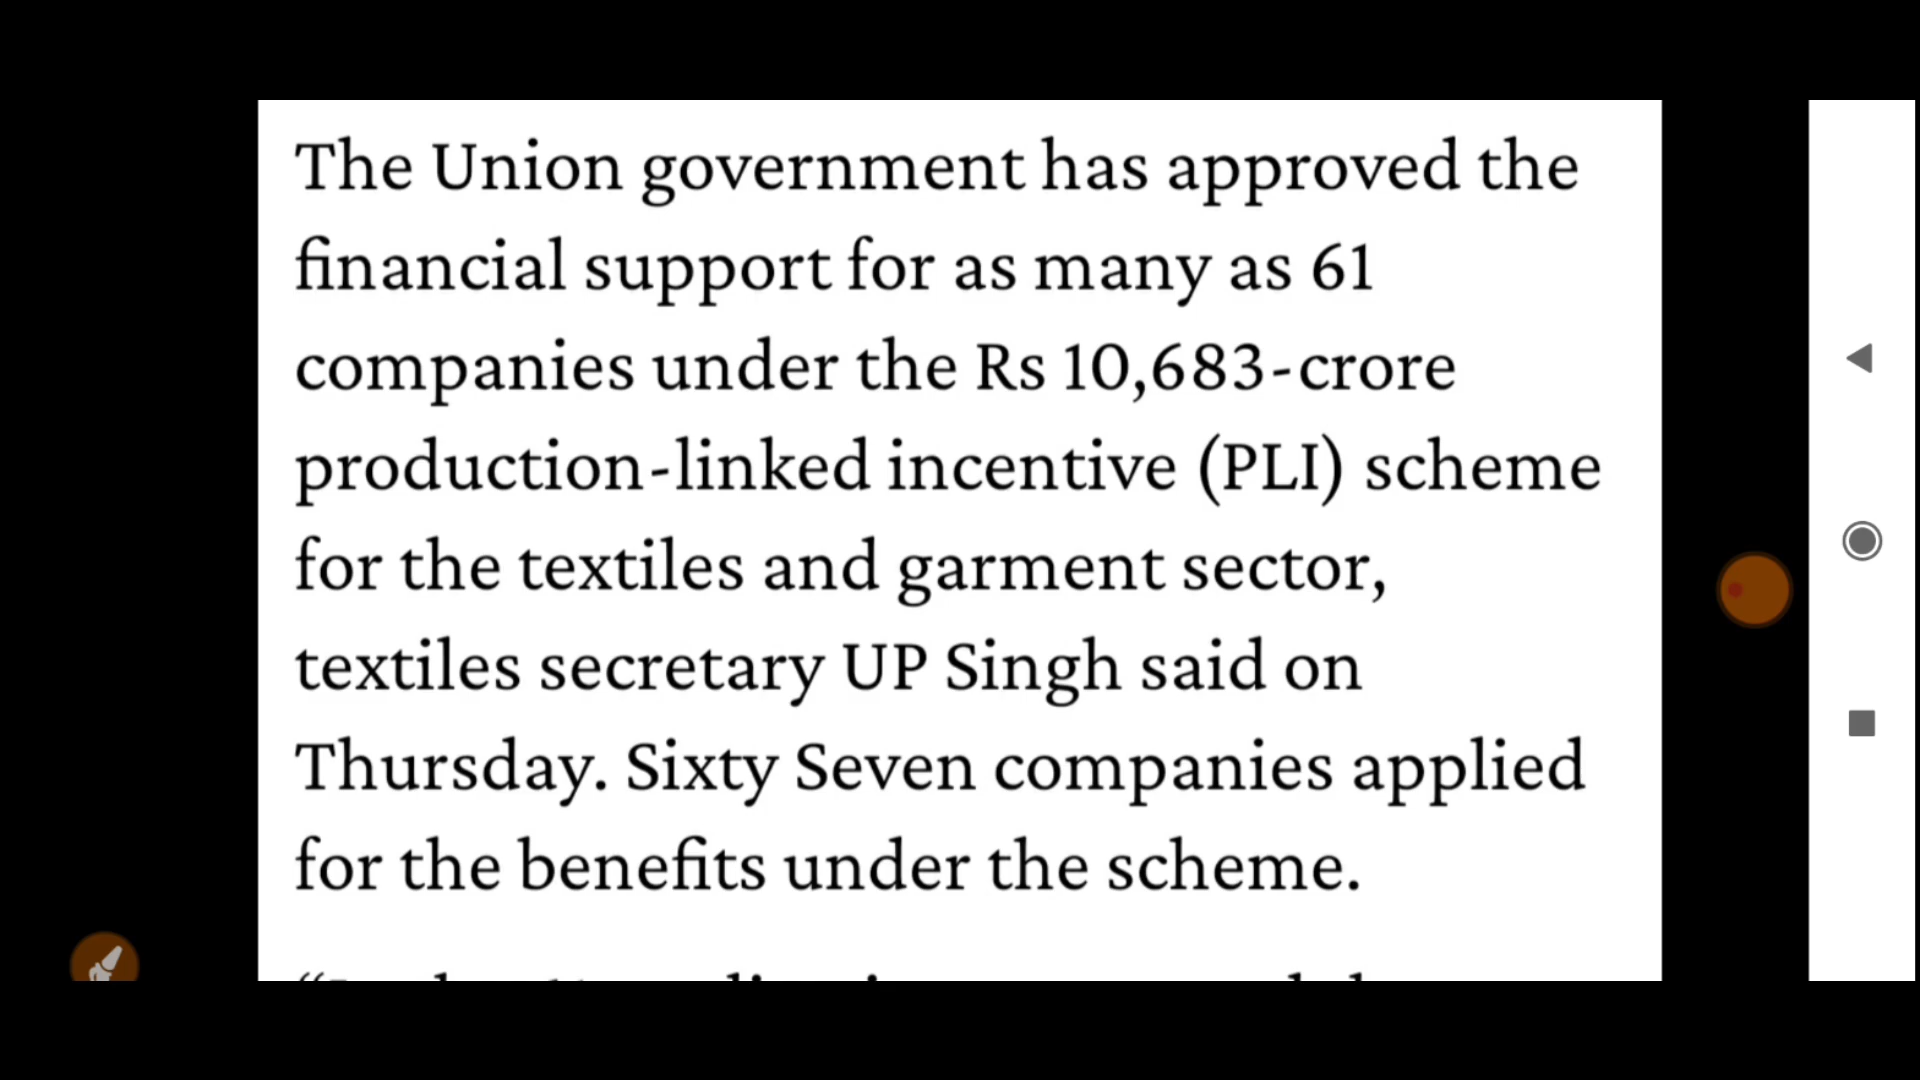 The Union government has approved the
financial support for as many as 61
companies under the Rs 10,683-crore
production-linked incentive (PLI) scheme
for the textiles and garment sector,
textiles secretary UP Singh said on
Thursday. Sixty Seven companies applied
for the benefits under the scheme.